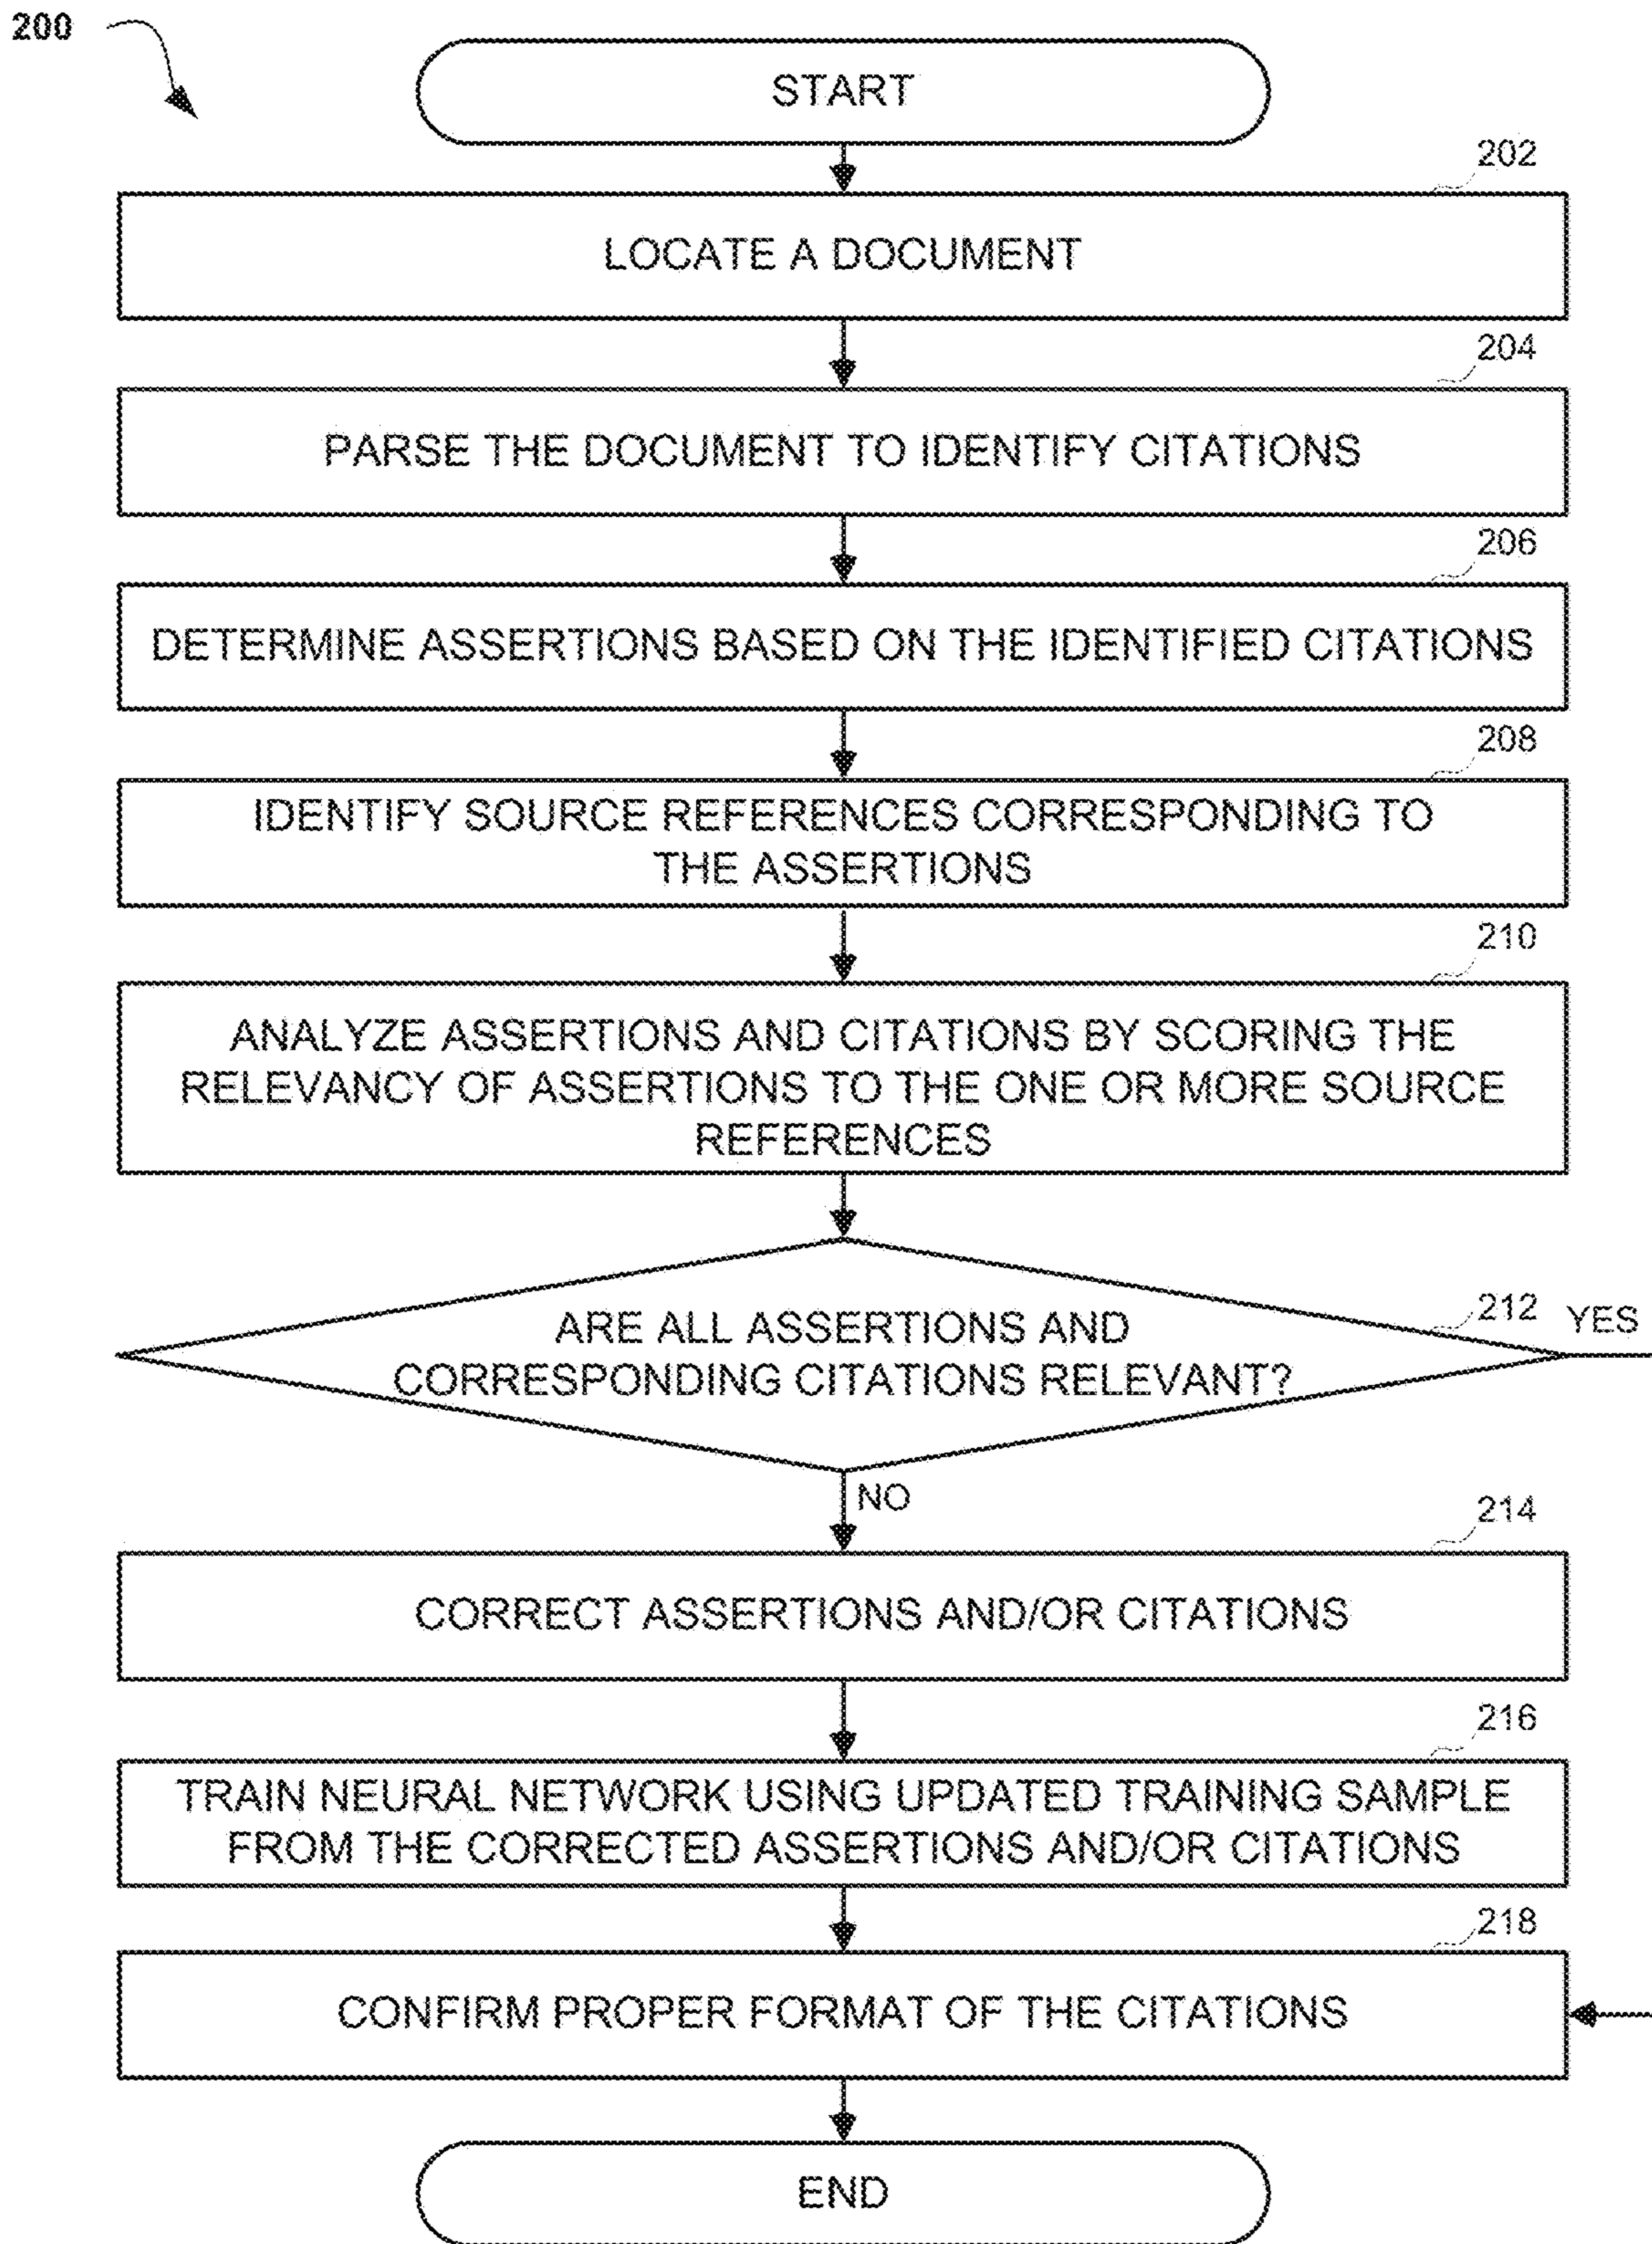 200
START
202
LOCATE A DOCUMENT
204
PARSE THE DOCUMENT TO IDENTIFY CITATIONS
206
DETERMINE ASSERTIONS BASED ON THE IDENTIFIED CITATIONS
208
IDENTIFY SOURCE REFERENCES CORRESPONDING TO
THE ASSERTIONS
210
ANALYZE ASSERTIONS AND CITATIONS BY SCORING THE
RELEVANCY OF ASSERTIONS TO THE ONE OR MORE SOURCE
REFERENCES
212
YES
ARE ALL ASSERTIONS AND
CORRESPONDING CITATIONS RELEVANT?
NO
214
CORRECT ASSERTIONS AND/OR CITATIONS
216
TRAIN NEURAL NETWORK USING UPDATED TRAINING SAMPLE
FROM THE CORRECTED ASSERTIONS AND/OR CITATIONS
218
CONFIRM PROPER FORMAT OF THE CITATIONS
END